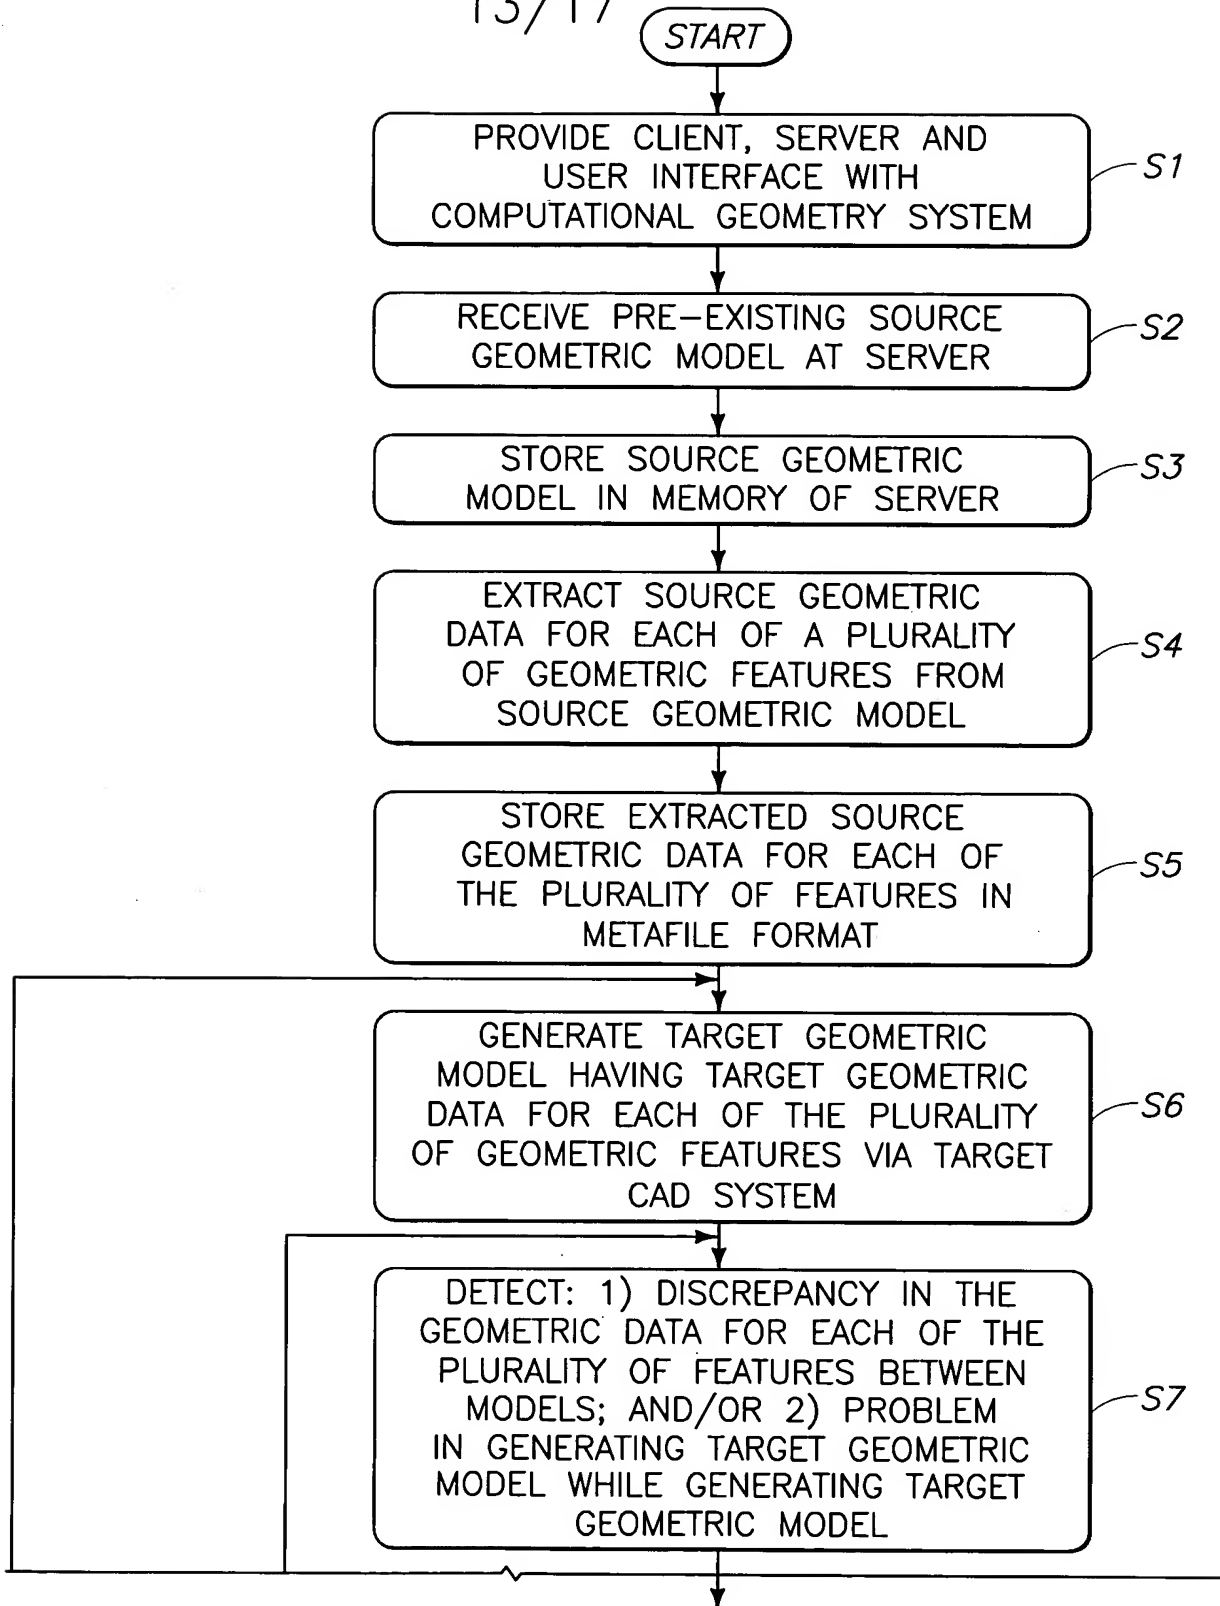 13/17
START
PROVIDE CLIENT, SERVER AND
USER INTERFACE WITH
COMPUTATIONAL GEOMETRY SYSTEM
S1
RECEIVE PRE-EXISTING SOURCE
GEOMETRIC MODEL AT SERVER
S2
STORE SOURCE GEOMETRIC
MODEL IN MEMORY OF SERVER
S3
EXTRACT SOURCE GEOMETRIC
DATA FOR EACH OF A PLURALITY
OF GEOMETRIC FEATURES FROM
SOURCE GEOMETRIC MODEL
S4
STORE EXTRACTED SOURCE
GEOMETRIC DATA FOR EACH OF
THE PLURALITY OF FEATURES IN
METAFILE FORMAT
S5
GENERATE TARGET GEOMETRIC
MODEL HAVING TARGET GEOMETRIC
DATA FOR EACH OF THE PLURALITY
OF GEOMETRIC FEATURES VIA TARGET
CAD SYSTEM
S6
DETECT: 1) DISCREPANCY IN THE
GEOMETRIC DATA FOR EACH OF THE
PLURALITY OF FEATURES BETWEEN
MODELS; AND/OR 2) PROBLEM
IN GENERATING TARGET GEOMETRIC
MODEL WHILE GENERATING TARGET
GEOMETRIC MODEL
S7